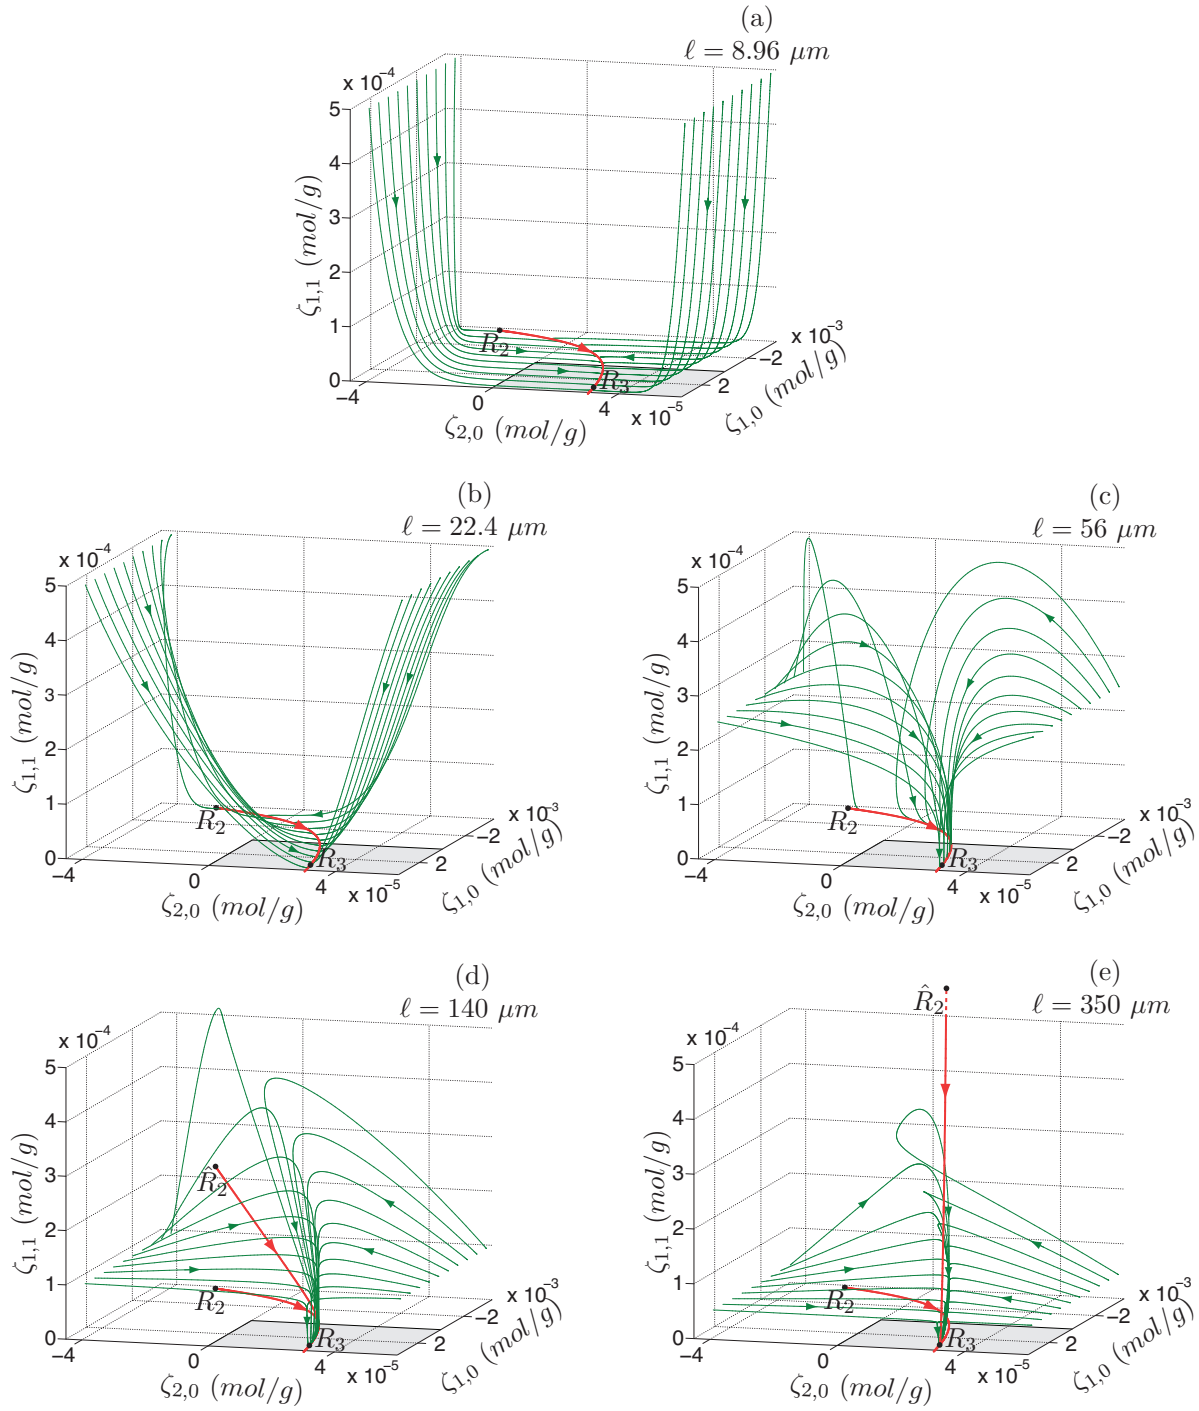 (a)
ℓ = 8.96 μm
x 10⁻⁴
5
4
3
2
1
0
ζ₁,₁ (mol/g)
R₂
R₃
−4
0
4
x 10⁻⁵
ζ₂,₀ (mol/g)
x 10⁻³
−2
2
ζ₁,₀ (mol/g)
(b)
ℓ = 22.4 μm
x 10⁻⁴
5
4
3
2
1
0
ζ₁,₁ (mol/g)
R₂
R₃
−4
0
4
x 10⁻⁵
ζ₂,₀ (mol/g)
x 10⁻³
−2
2
ζ₁,₀ (mol/g)
(c)
ℓ = 56 μm
x 10⁻⁴
5
4
3
2
1
0
ζ₁,₁ (mol/g)
R₂
R₃
−4
0
4
x 10⁻⁵
ζ₂,₀ (mol/g)
x 10⁻³
−2
2
ζ₁,₀ (mol/g)
(d)
ℓ = 140 μm
x 10⁻⁴
5
4
3
2
1
0
ζ₁,₁ (mol/g)
R̂₂
R₂
R₃
−4
0
4
x 10⁻⁵
ζ₂,₀ (mol/g)
x 10⁻³
−2
2
ζ₁,₀ (mol/g)
(e)
R̂₂
ℓ = 350 μm
x 10⁻⁴
5
4
3
2
1
0
ζ₁,₁ (mol/g)
R₂
R₃
−4
0
4
x 10⁻⁵
ζ₂,₀ (mol/g)
x 10⁻³
−2
2
ζ₁,₀ (mol/g)